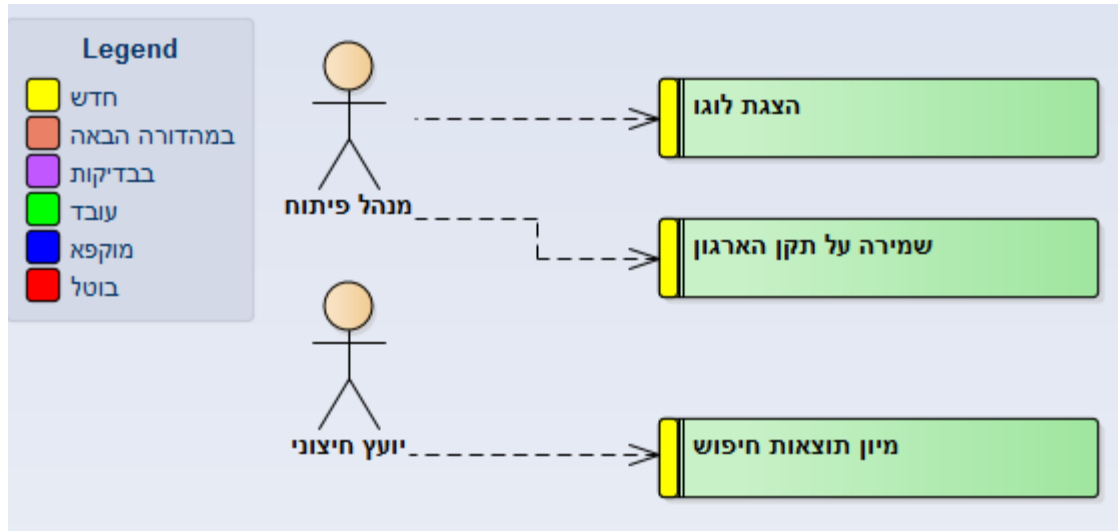 Legend
חדש
במהדורה הבאה
בבדיקות
עובד
מוקפא
בוטל
הצגת לוגו
מנהל פיתוח
שמירה על תקן הארגון
יועץ חיצוני
מיון תוצאות חיפוש